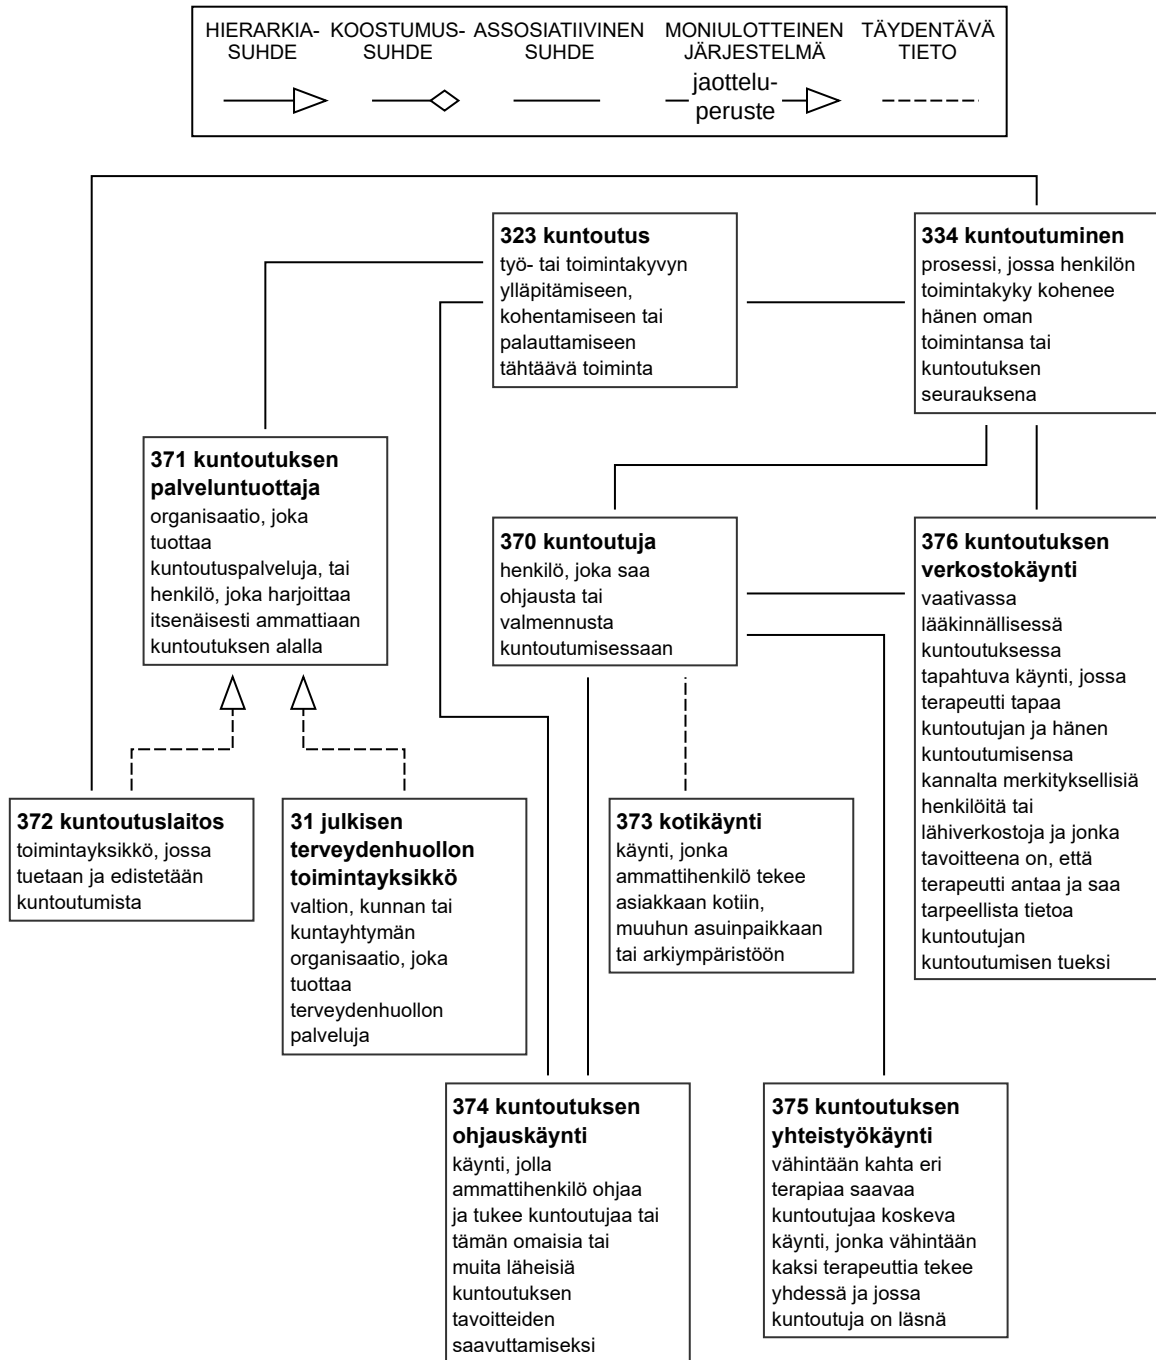 HIERARKIA-
SUHDE
KOOSTUMUS-
SUHDE
ASSOSIATIIVINEN
SUHDE
MONIULOTTEINEN
JÄRJESTELMÄ
jaottelu-
peruste
TÄYDENTÄVÄ
TIETO
323 kuntoutus
työ- tai toimintakyvyn
ylläpitämiseen,
kohentamiseen tai
palauttamiseen
tähtäävä toiminta
334 kuntoutuminen
prosessi, jossa henkilön
toimintakyky kohenee
hänen oman
toimintansa tai
kuntoutuksen
seurauksena
371 kuntoutuksen
palveluntuottaja
organisaatio, joka
tuottaa
kuntoutuspalveluja, tai
henkilö, joka harjoittaa
itsenäisesti ammattiaan
kuntoutuksen alalla
370 kuntoutuja
henkilö, joka saa
ohjausta tai
valmennusta
kuntoutumisessaan
376 kuntoutuksen
verkostokäynti
vaativassa
lääkinnällisessä
kuntoutuksessa
tapahtuva käynti, jossa
terapeutti tapaa
kuntoutujan ja hänen
kuntoutumisensa
kannalta merkityksellisiä
henkilöitä tai
lähiverkostoja ja jonka
tavoitteena on, että
terapeutti antaa ja saa
tarpeellista tietoa
kuntoutujan
kuntoutumisen tueksi
372 kuntoutuslaitos
toimintayksikkö, jossa
tuetaan ja edistetään
kuntoutumista
31 julkisen
terveydenhuollon
toimintayksikkö
valtion, kunnan tai
kuntayhtymän
organisaatio, joka
tuottaa
terveydenhuollon
palveluja
373 kotikäynti
käynti, jonka
ammattihenkilö tekee
asiakkaan kotiin,
muuhun asuinpaikkaan
tai arkiympäristöön
374 kuntoutuksen
ohjauskäynti
käynti, jolla
ammattihenkilö ohjaa
ja tukee kuntoutujaa tai
tämän omaisia tai
muita läheisiä
kuntoutuksen
tavoitteiden
saavuttamiseksi
375 kuntoutuksen
yhteistyökäynti
vähintään kahta eri
terapiaa saavaa
kuntoutujaa koskeva
käynti, jonka vähintään
kaksi terapeuttia tekee
yhdessä ja jossa
kuntoutuja on läsnä